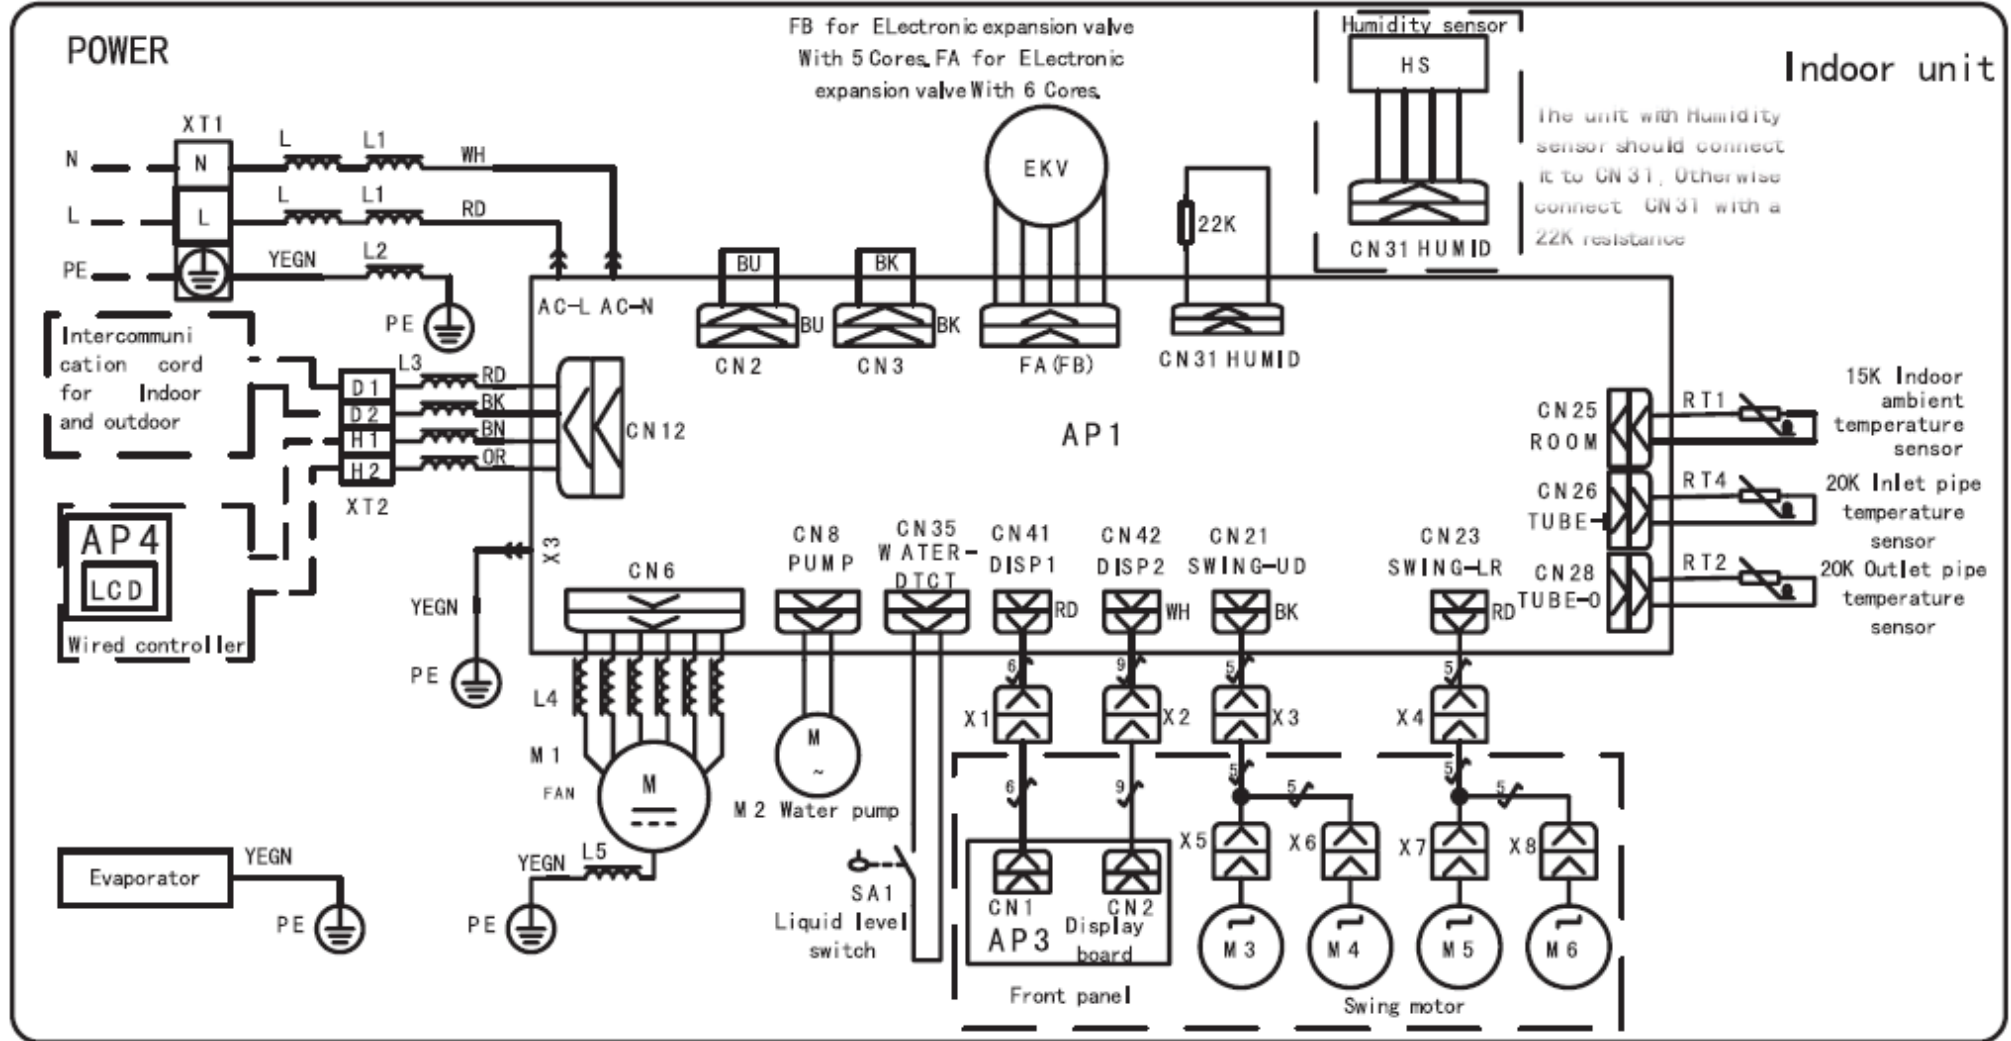 POWER
FB for ELectronic expansion valve
With 5 Cores. FA for ELectronic
expansion valve With 6 Cores.
Humidity sensor
HS
CN31 HUMID
Indoor unit
The unit with Humidity
sensor should connect
it to CN31, Otherwise
connect CN31 with a
22K resistance
XT1
N
N
L
L1
WH
L
L
L
L1
RD
PE
YEGN
L2
PE
AC-L AC-N
BU
BU
CN2
BK
BK
CN3
EKV
FA(FB)
22K
CN31 HUMID
Intercommuni
cation cord
for Indoor
and outdoor
D1
D2
H1
H2
XT2
L3
RD
BK
BN
OR
CN12
AP1
CN25
ROOM
RT1
15K Indoor
ambient
temperature
sensor
CN26
TUBE-I
RT4
20K Inlet pipe
temperature
sensor
CN28
TUBE-O
RT2
20K Outlet pipe
temperature
sensor
AP4
LCD
Wired controller
X3
YEGN
PE
CN6
CN8
PUMP
CN35
WATER-
DTCT
CN41
DISP1
RD
CN42
DISP2
WH
CN21
SWING-UD
BK
CN23
SWING-LR
RD
L4
M1
FAN
M
M
~
M2 Water pump
6
9
5
5
X1
X2
X3
X4
6
9
5
5
5
5
X5
X6
X7
X8
L5
YEGN
PE
SA1
Liquid level
switch
CN1
CN2
AP3
Display
board
Front panel
M3
M4
M5
M6
Swing motor
Evaporator
YEGN
PE